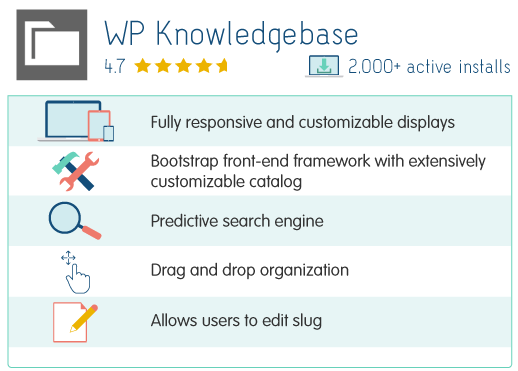 WP Knowledgebase
4.7
2.000+ active installs
Fully responsive and customizable displays
Bootstrap front-end framework with extensively
customizable catalog
Predictive search engine
Drag and drop organization
Allows users to edit slug